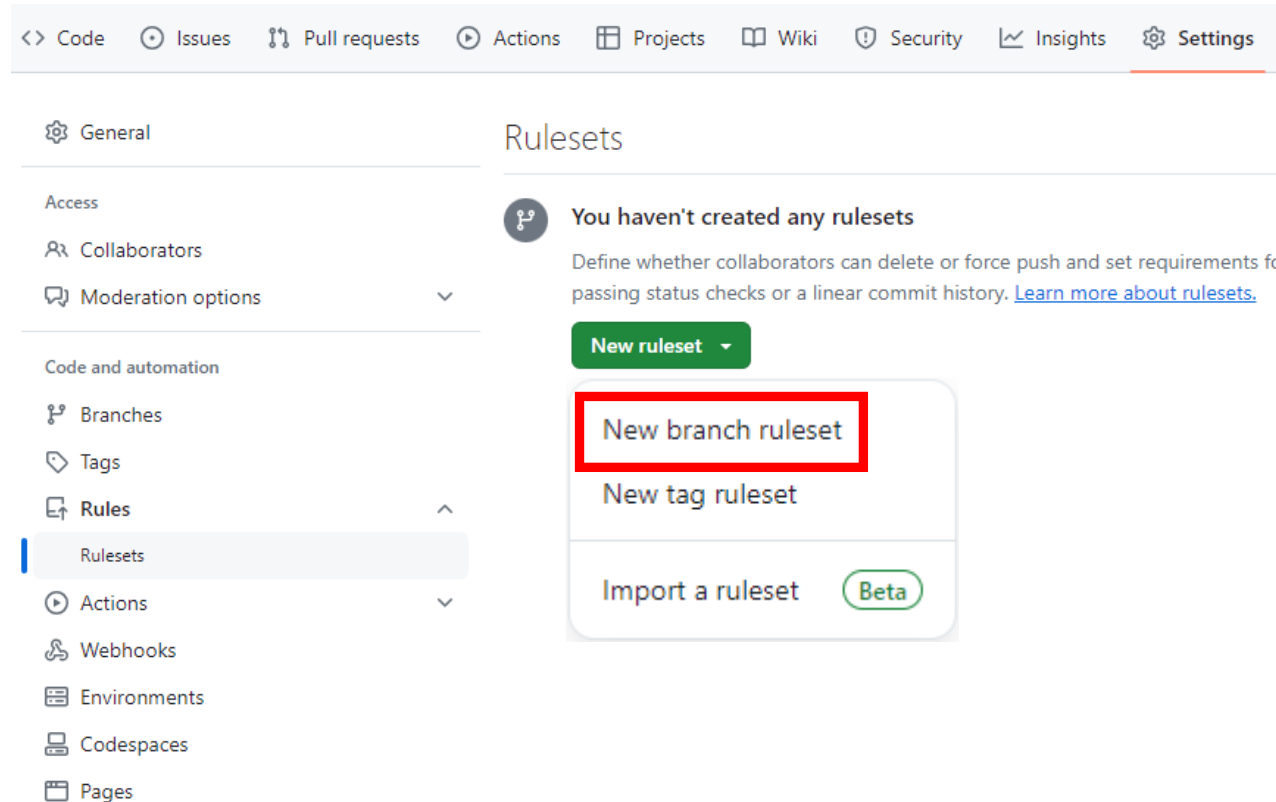 Code Issues Pull requests Actions Projects Wiki Security Insights Settings
General
Access
Collaborators
Moderation options
Code and automation
Branches
Tags
Rules
Rulesets
Actions
Webhooks
Environments
Codespaces
Pages
Rulesets
You haven't created any rulesets
Define whether collaborators can delete or force push and set requirements
passing status checks or a linear commit history. Learn more about rulesets.
New ruleset
New branch ruleset
New tag ruleset
Import a ruleset Beta